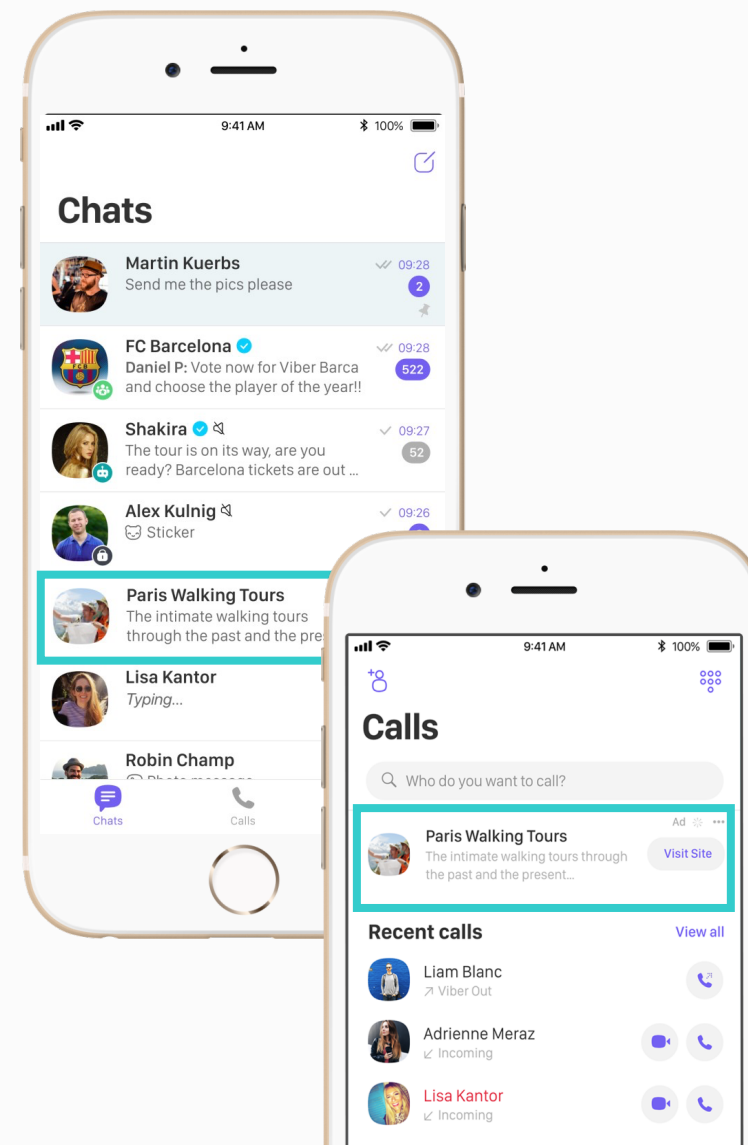 9:41 AM
100%
Chats
Martin Kuerbs
09:28
Send me the pics please
2
FC Barcelona
09:28
Daniel P: Vote now for Viber Barca
522
and choose the player of the year!!
FCB
Shakira
09:27
The tour is on its way, are you
52
ready? Barcelona tickets are out ...
Alex Kulnig
09:26
Sticker
Paris Walking Tours
The intimate walking tours
through the past and the pre
Lisa Kantor
Typing...
Robin Champ
Photo message
Chats
Calls
9:41 AM
100%
Calls
Who do you want to call?
Ad
Paris Walking Tours
The intimate walking tours through
the past and the present...
Visit Site
Recent calls
View all
Liam Blanc
Viber Out
Adrienne Meraz
Incoming
Lisa Kantor
Incoming